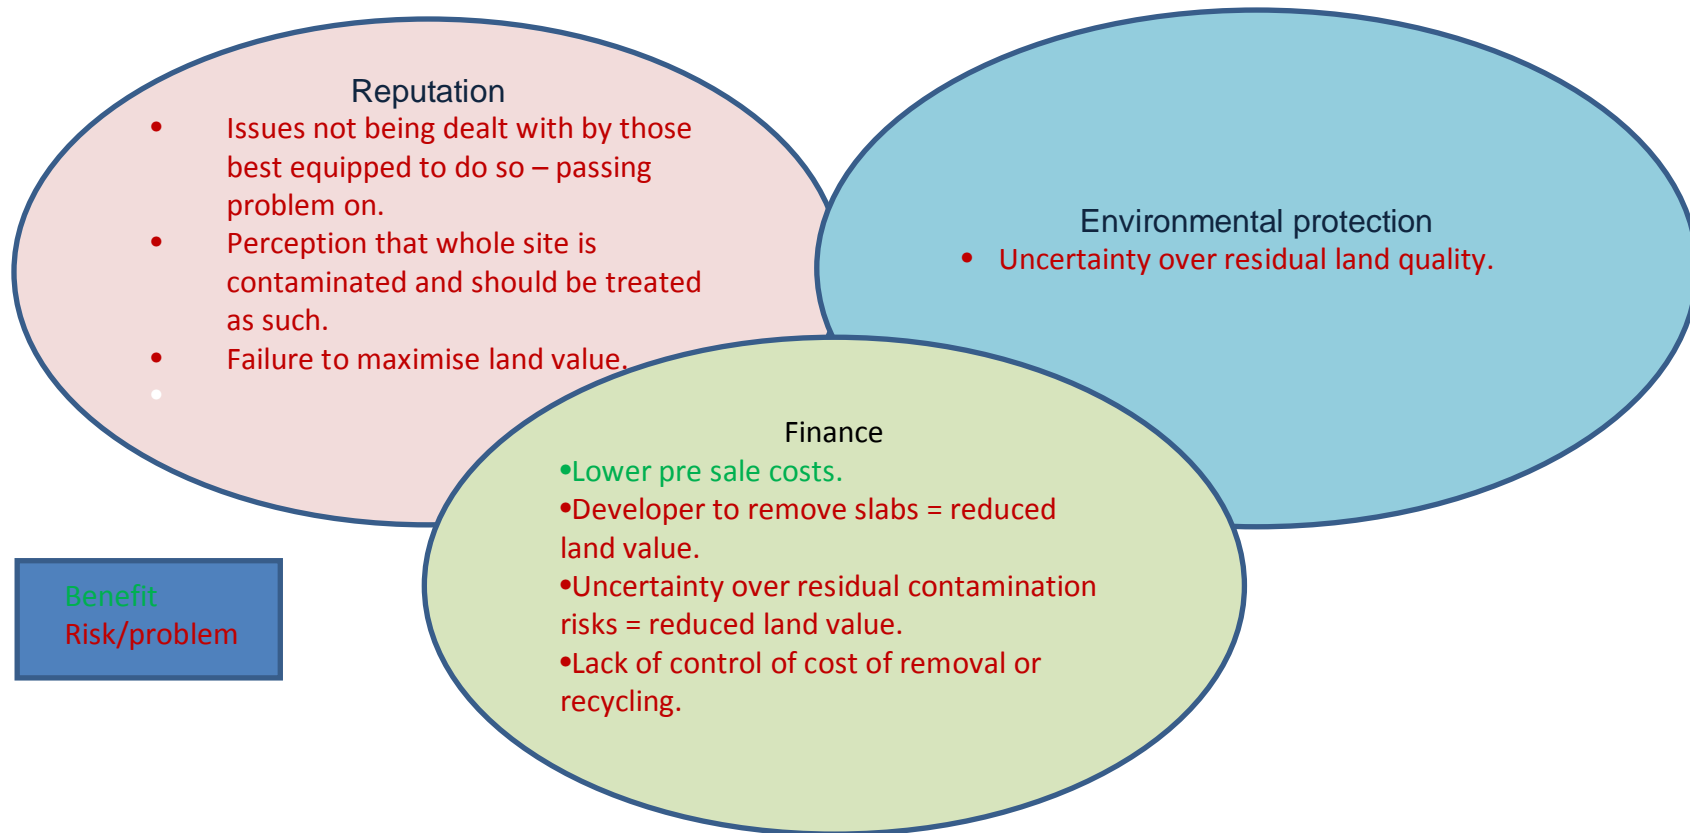 Reputation
• Issues not being dealt with by those
best equipped to do so – passing
problem on.
• Perception that whole site is
contaminated and should be treated
as such.
• Failure to maximise land value.
•
Environmental protection
• Uncertainty over residual land quality.
Finance
•Lower pre sale costs.
•Developer to remove slabs = reduced
land value.
•Uncertainty over residual contamination
risks = reduced land value.
•Lack of control of cost of removal or
recycling.
Benefit
Risk/problem